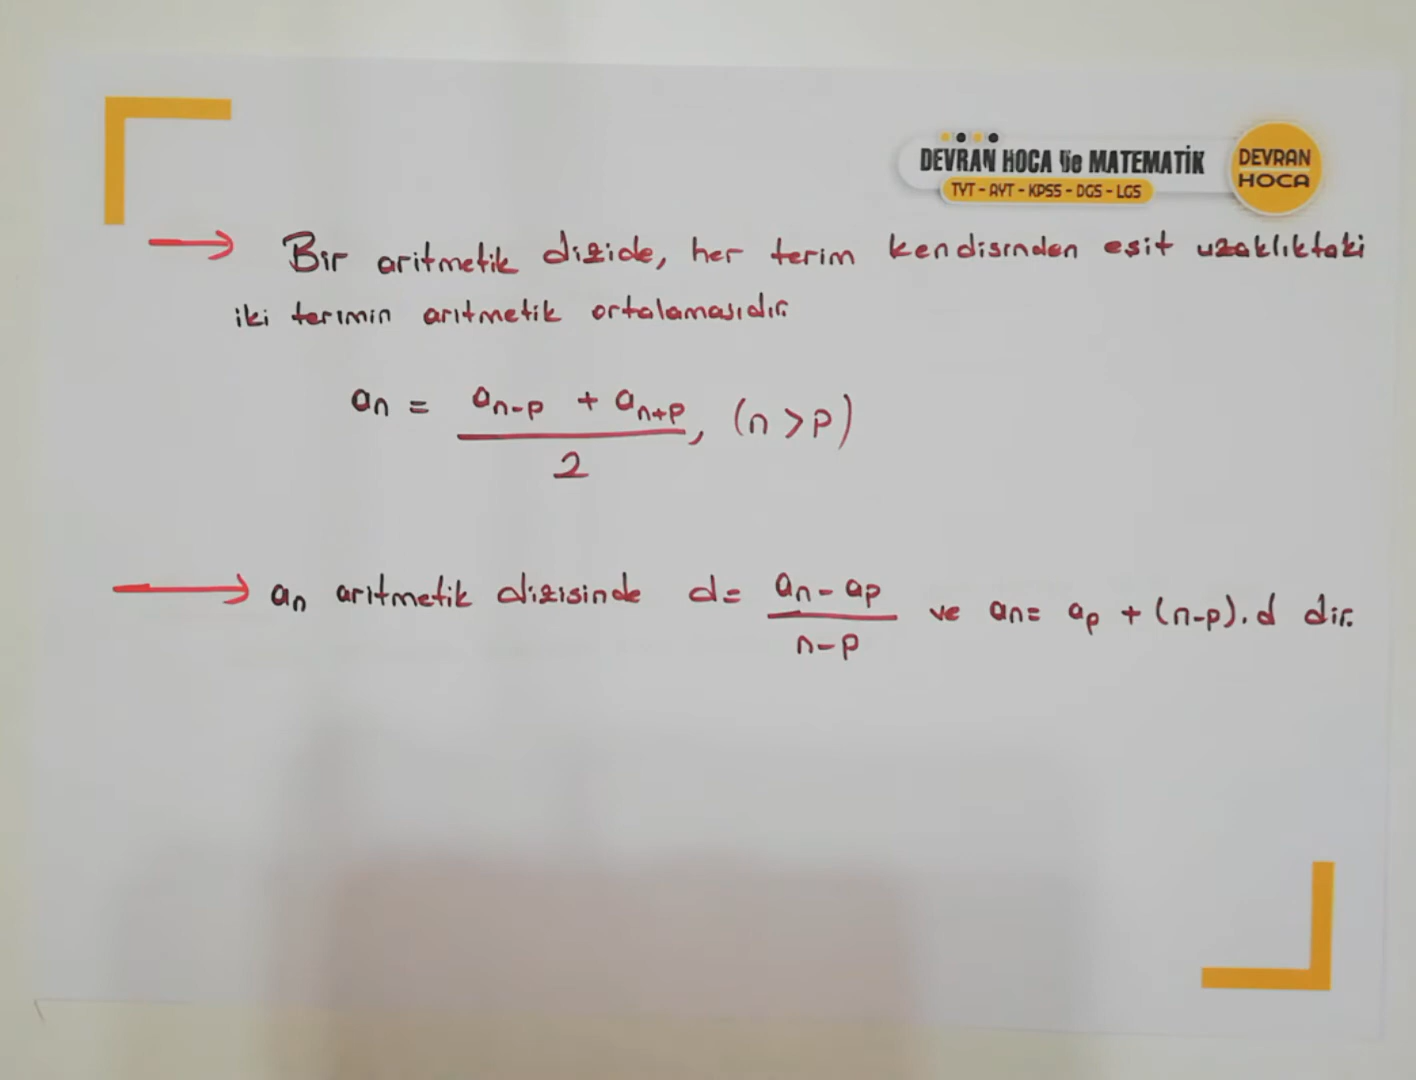 DEVRAN HOCA ile MATEMATİK
TYT - AYT - KPSS - DGS - LGS
DEVRAN
HOCA
→ Bir aritmetik dizide, her terim kendisinden eşit uzaklıktaki
iki terimin aritmetik ortalamasıdır.
aₙ = (aₙ₋ₚ + aₙ₊ₚ)/2, (n > p)
→ aₙ aritmetik dizisinde d = (aₙ - aₚ)/(n - p) ve aₙ = aₚ + (n-p).d dir.